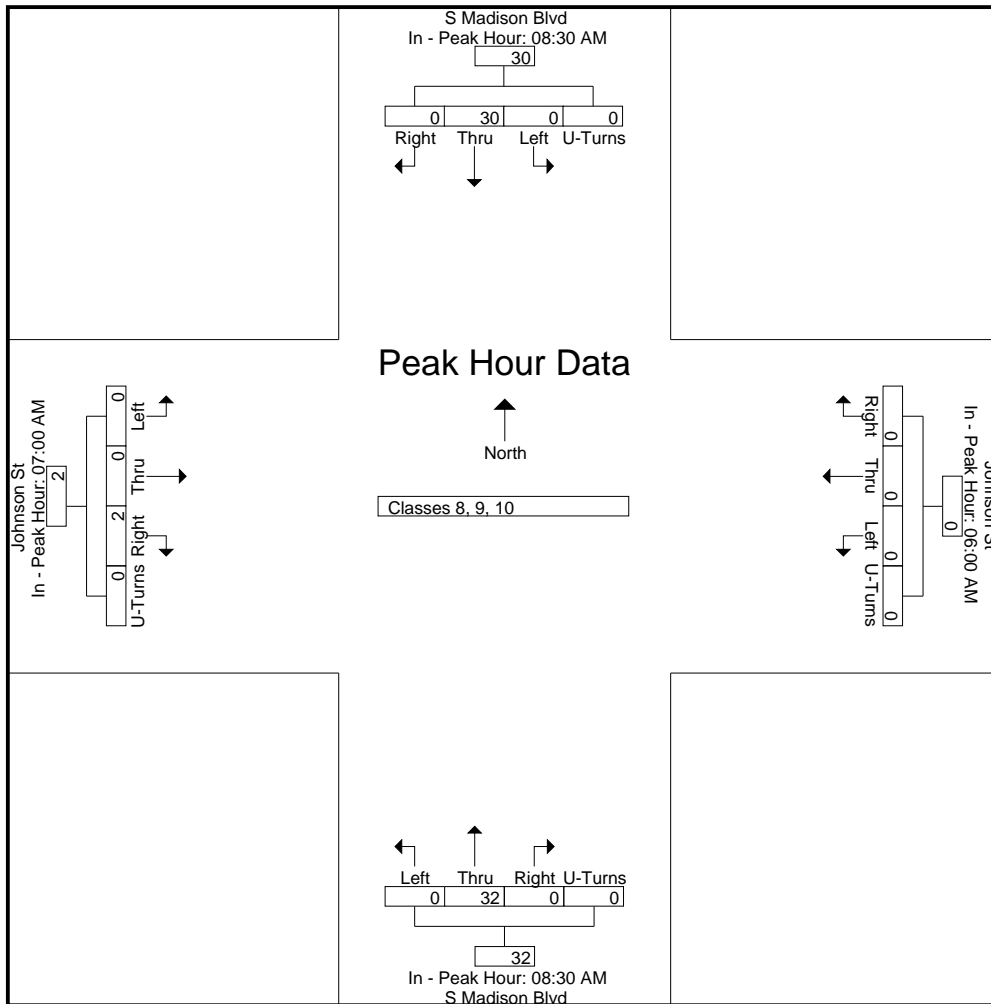 S Madison Blvd
In - Peak Hour: 08:30 AM
30
0 30 0 0
Right Thru Left U-Turns
Peak Hour Data
North
Classes 8, 9, 10
Johnson St
In - Peak Hour: 07:00 AM
2
0 0 2 0
Left Thru Right U-Turns
Johnson St
In - Peak Hour: 06:00 AM
0
0 0 0 0
Right Thru Left U-Turns
Left Thru Right U-Turns
0 32 0 0
32
In - Peak Hour: 08:30 AM
S Madison Blvd